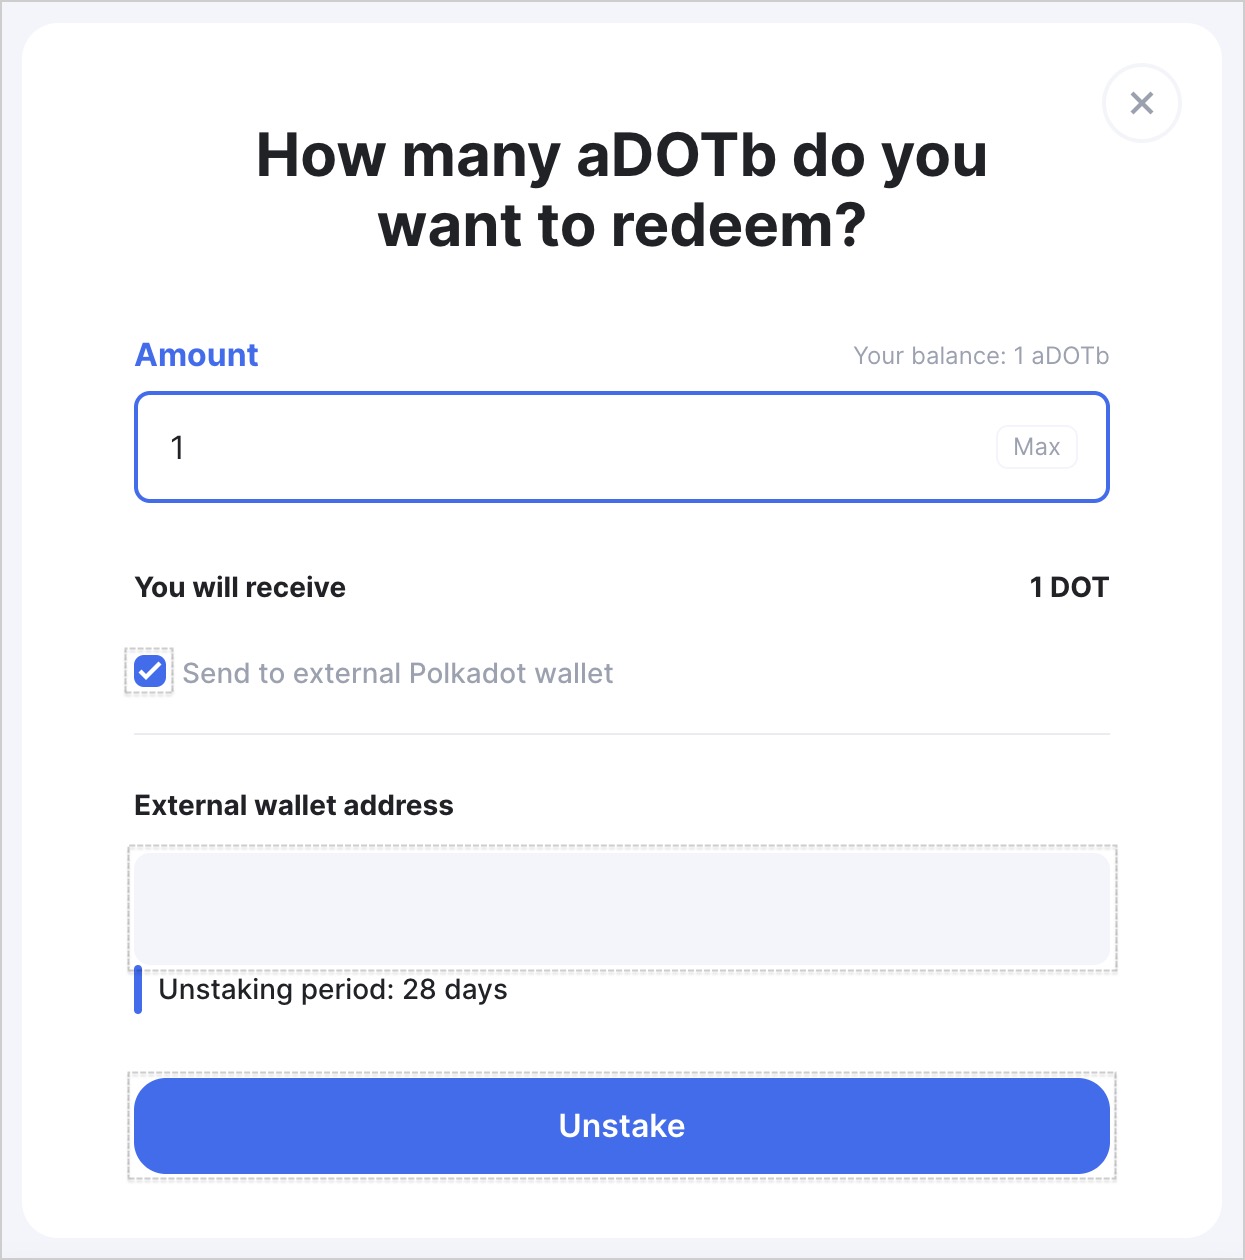 How many aDOTb do you
want to redeem?
Amount
Your balance: 1 aDOTb
1
Max
You will receive
1 DOT
Send to external Polkadot wallet
External wallet address
Unstaking period: 28 days
Unstake